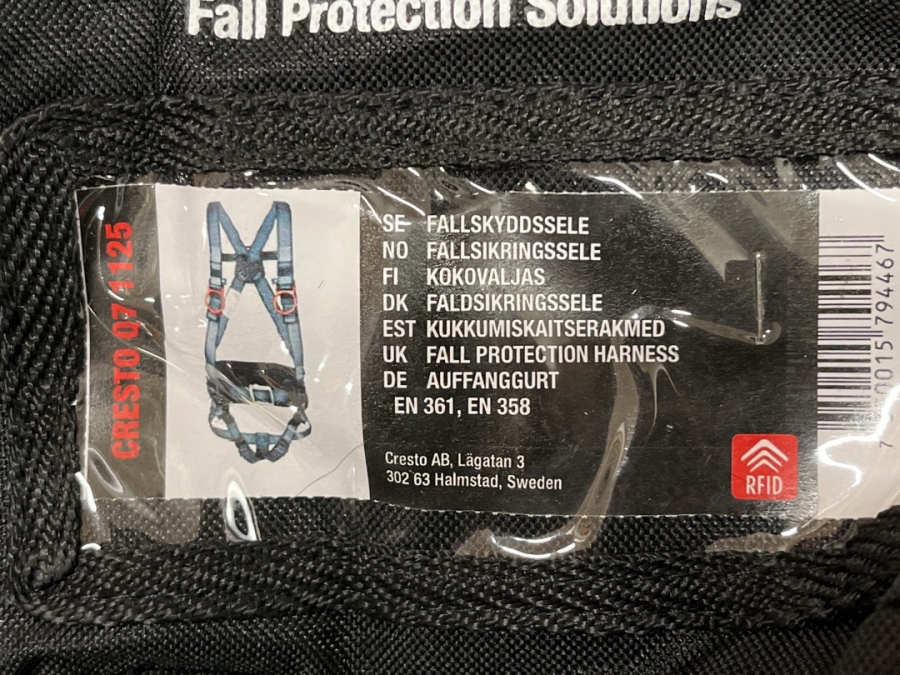 Fall Protection Solutions
CRESTO Q7 1125
SE FALLSKYDDSSELE
NO FALLSIKRINGSSELE
FI KOKOVALJAS
DK FALDSIKRINGSSELE
EST KUKKUMISKAITSERAKMED
UK FALL PROTECTION HARNESS
DE AUFFANGGURT
EN 361, EN 358
Cresto AB, Lägatan 3
302 63 Halmstad, Sweden
RFID